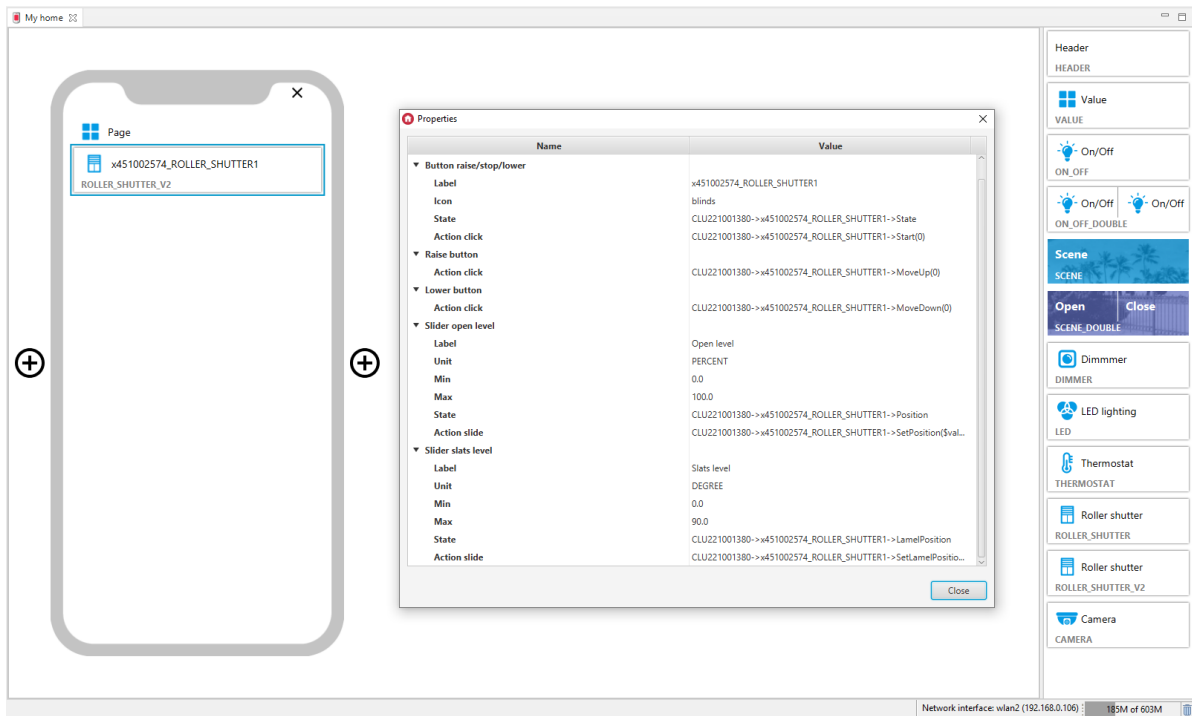 My home
Page
x451002574_ROLLER_SHUTTER1
ROLLER_SHUTTER_V2
Properties
Name Value
Button raise/stop/lower
Label x451002574_ROLLER_SHUTTER1
Icon blinds
State CLU221001380->x451002574_ROLLER_SHUTTER1->State
Action click CLU221001380->x451002574_ROLLER_SHUTTER1->Start(0)
Raise button
Action click CLU221001380->x451002574_ROLLER_SHUTTER1->MoveUp(0)
Lower button
Action click CLU221001380->x451002574_ROLLER_SHUTTER1->MoveDown(0)
Slider open level
Label Open level
Unit PERCENT
Min 0.0
Max 100.0
State CLU221001380->x451002574_ROLLER_SHUTTER1->Position
Action slide CLU221001380->x451002574_ROLLER_SHUTTER1->SetPosition($val...
Slider slats level
Label Slats level
Unit DEGREE
Min 0.0
Max 90.0
State CLU221001380->x451002574_ROLLER_SHUTTER1->LamelPosition
Action slide CLU221001380->x451002574_ROLLER_SHUTTER1->SetLamelPositio...
Close
Header
HEADER
Value
VALUE
On/Off
ON_OFF
On/Off On/Off
ON_OFF_DOUBLE
Scene
SCENE
Open Close
SCENE_DOUBLE
Dimmmer
DIMMER
LED lighting
LED
Thermostat
THERMOSTAT
Roller shutter
ROLLER_SHUTTER
Roller shutter
ROLLER_SHUTTER_V2
Camera
CAMERA
Network interface: wlan2 (192.168.0.106) 185M of 603M